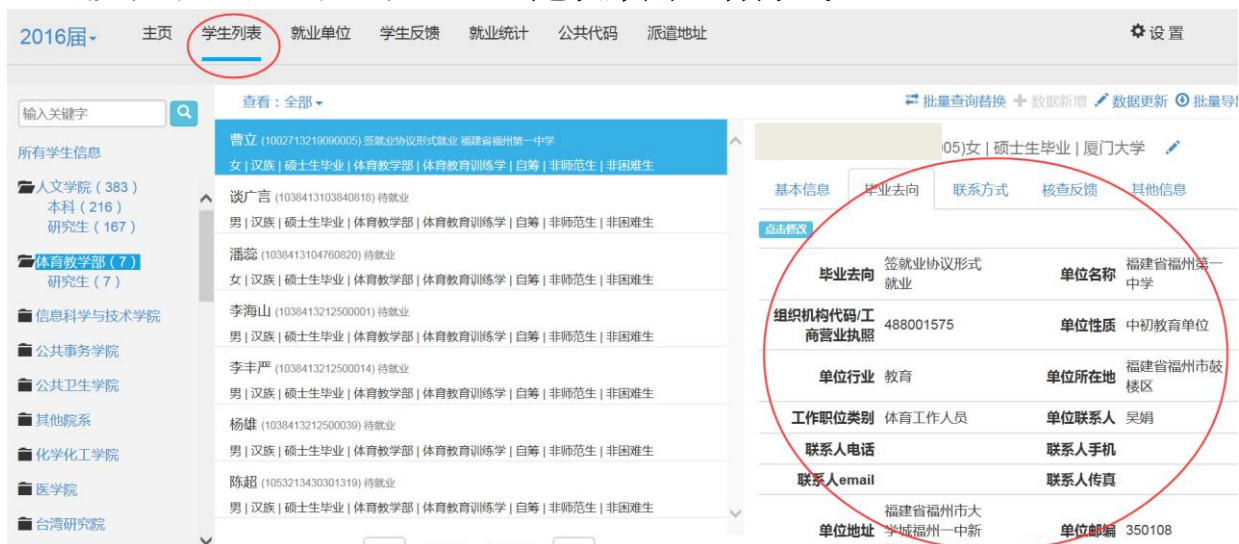 2016届 主页 学生列表 就业单位 学生反馈 就业统计 公共代码 派遣地址 设置
输入关键字
所有学生信息
人文学院（383）
本科（216）
研究生（167）
体育教学部（7）
研究生（7）
信息科学与技术学院
公共事务学院
公共卫生学院
其他院系
化学化工学院
医学院
台湾研究院
查看：全部
批量查询替换 数据新增 数据更新 批量导
曹立 (1002713219090005) 签就业协议形式就业 福建省福州第一中学
女 | 汉族 | 硕士生毕业 | 体育教学部 | 体育教育训练学 | 自筹 | 非师范生 | 非困难生
谈广言 (1038413103840818) 待就业
男 | 汉族 | 硕士生毕业 | 体育教学部 | 体育教育训练学 | 自筹 | 非师范生 | 非困难生
潘蕊 (1038413104760820) 待就业
女 | 汉族 | 硕士生毕业 | 体育教学部 | 体育教育训练学 | 自筹 | 非师范生 | 非困难生
李海山 (1038413212500001) 待就业
男 | 汉族 | 硕士生毕业 | 体育教学部 | 体育教育训练学 | 自筹 | 非师范生 | 非困难生
李丰严 (1038413212500014) 待就业
男 | 汉族 | 硕士生毕业 | 体育教学部 | 体育教育训练学 | 自筹 | 非师范生 | 非困难生
杨雄 (1038413212500039) 待就业
男 | 汉族 | 硕士生毕业 | 体育教学部 | 体育教育训练学 | 自筹 | 非师范生 | 非困难生
陈超 (1053213430301319) 待就业
男 | 汉族 | 硕士生毕业 | 体育教学部 | 体育教育训练学 | 自筹 | 非师范生 | 非困难生
05)女 | 硕士生毕业 | 厦门大学
基本信息 毕业去向 联系方式 核查反馈 其他信息
点击修改
毕业去向 签就业协议形式就业 单位名称 福建省福州第一中学
组织机构代码/工商营业执照 488001575 单位性质 中初教育单位
单位行业 教育 单位所在地 福建省福州市鼓楼区
工作职位类别 体育工作人员 单位联系人 吴娟
联系人电话 联系人手机
联系人email 联系人传真
单位地址 福建省福州市大学城福州一中新 单位邮编 350108